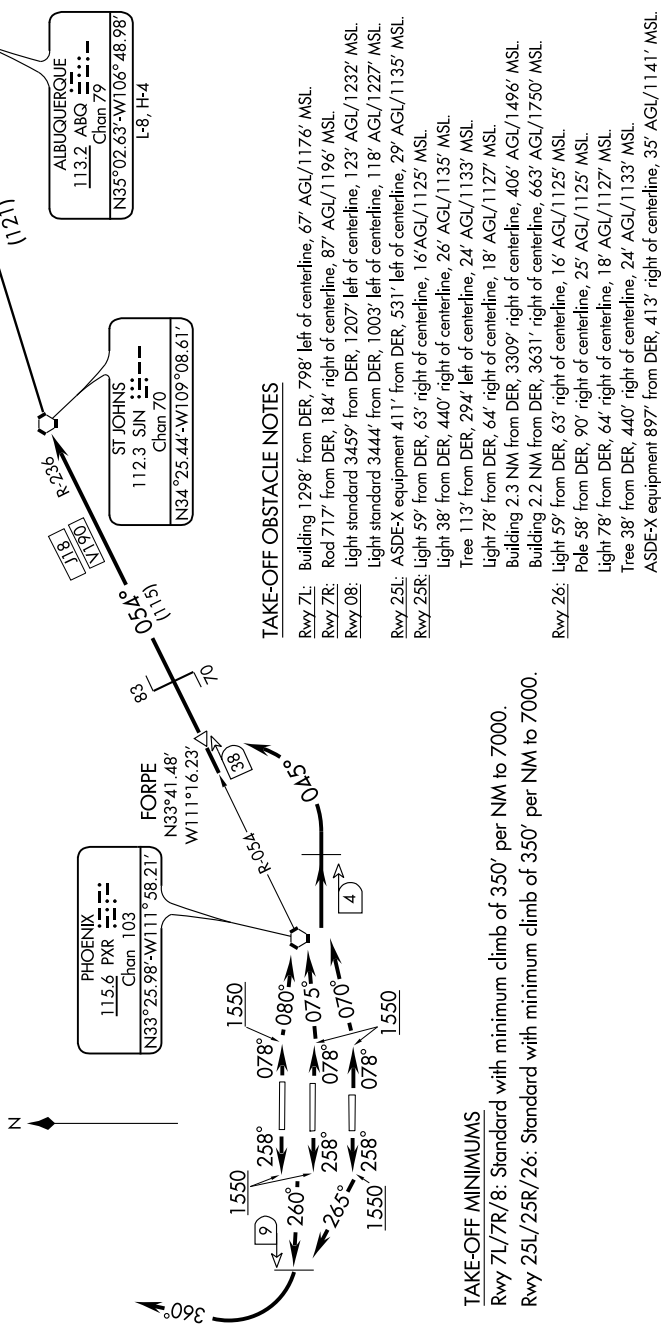 ALBUQUERQUE
113.2 ABQ
Chan 79
N35°02.63'-W106°48.98'
L-8, H-4
(121)
ST JOHNS
112.3 SJN
Chan 70
N34°25.44'-W109°08.61'
R-236
J18
V190
054°
(115)
83
70
FORPE
N33°41.48'
W111°16.23'
38
R-054
045°
4
PHOENIX
115.6 PXR
Chan 103
N33°25.98'-W111°58.21'
N
1550
080°
075°
070°
1550
078°
078°
078°
258°
258°
258°
1550
1550
260°
265°
9
360°
TAKE-OFF MINIMUMS
Rwy 7L/7R/8: Standard with minimum climb of 350' per NM to 7000.
Rwy 25L/25R/26: Standard with minimum climb of 350' per NM to 7000.
TAKE-OFF OBSTACLE NOTES
Rwy 7L: Building 1298' from DER, 798' left of centerline, 67' AGL/1176' MSL.
Rwy 7R: Rod 717' from DER, 184' right of centerline, 87' AGL/1196' MSL.
Rwy 08: Light standard 3459' from DER, 1207' left of centerline, 123' AGL/1232' MSL.
Light standard 3444' from DER, 1003' left of centerline, 118' AGL/1227' MSL.
Rwy 25L: ASDE-X equipment 411' from DER, 531' left of centerline, 29' AGL/1135' MSL.
Rwy 25R: Light 59' from DER, 63' right of centerline, 16'AGL/1125' MSL.
Light 38' from DER, 440' right of centerline, 26' AGL/1135' MSL.
Tree 113' from DER, 294' left of centerline, 24' AGL/1133' MSL.
Light 78' from DER, 64' right of centerline, 18' AGL/1127' MSL.
Building 2.3 NM from DER, 3309' right of centerline, 406' AGL/1496' MSL.
Building 2.2 NM from DER, 3631' right of centerline, 663' AGL/1750' MSL.
Rwy 26: Light 59' from DER, 63' right of centerline, 16' AGL/1125' MSL.
Pole 58' from DER, 90' right of centerline, 25' AGL/1125' MSL.
Light 78' from DER, 64' right of centerline, 18' AGL/1127' MSL.
Tree 38' from DER, 440' right of centerline, 24' AGL/1133' MSL.
ASDE-X equipment 897' from DER, 413' right of centerline, 35' AGL/1141' MSL.